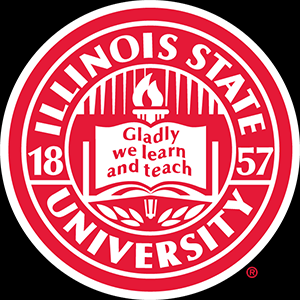 ILLINOIS STATE
18 57
Gladly
we learn
and teach
UNIVERSITY
®